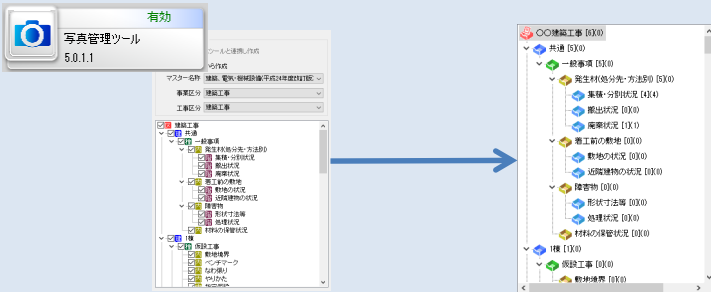 有効
写真管理ツール
5.0.1.1
ツールと連携し作成
ら作成
マスター名称 建築、電気・機械設備(平成24年度改訂版
事業区分 建築工事
工事区分 建築工事
建築工事
共通
一般事項
発生材(処分先・方法別)
集積・分別状況
搬出状況
廃棄状況
着工前の敷地
敷地の状況
近隣建物の状況
障害物
形状寸法等
処理状況
材料の保管状況
1棟
仮設工事
敷地境界
ベンチマーク
なわ張り
やりかた
〇〇建築工事 [6](0)
共通 [5](0)
一般事項 [5](0)
発生材(処分先・方法別) [5](0)
集積・分別状況 [4](4)
搬出状況 [0](0)
廃棄状況 [1](1)
着工前の敷地 [0](0)
敷地の状況 [0](0)
近隣建物の状況 [0](0)
障害物 [0](0)
形状寸法等 [0](0)
処理状況 [0](0)
材料の保管状況 [0](0)
1棟 [1](0)
仮設工事 [0](0)
敷地境界 [0](0)